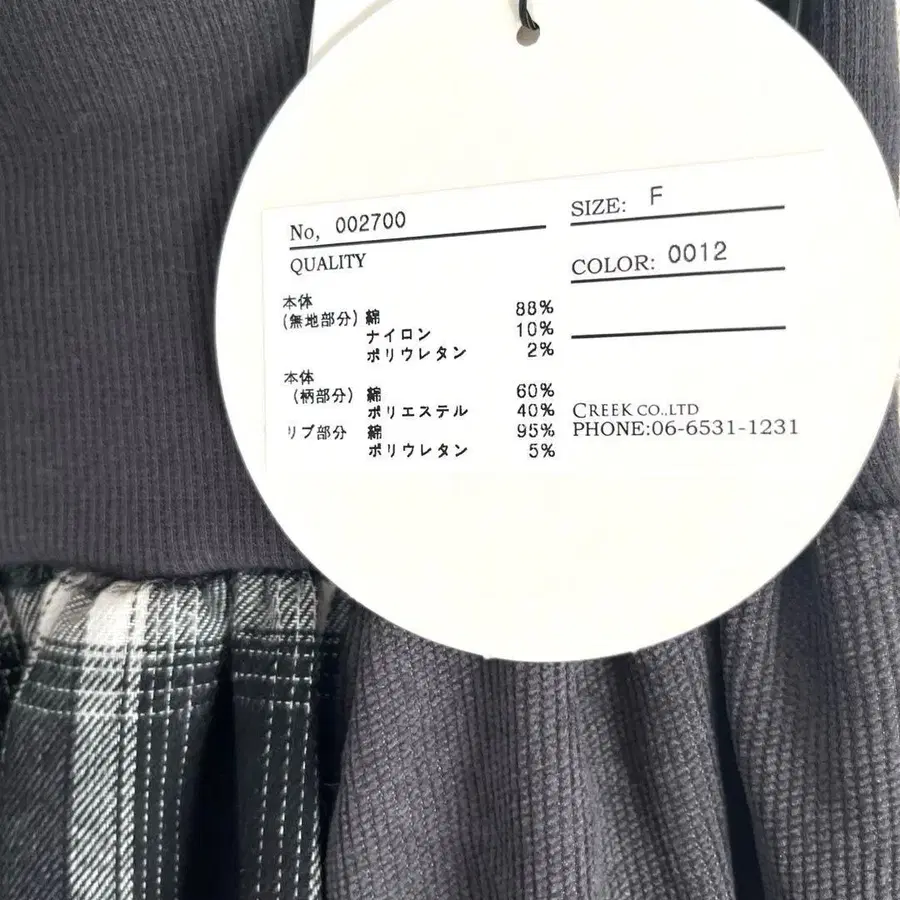 No, 002700
SIZE: F
QUALITY
COLOR: 0012
本体
(無地部分) 綿 88%
ナイロン 10%
ポリウレタン 2%
本体
(柄部分) 綿 60%
ポリエステル 40%
リブ部分 綿 95%
ポリウレタン 5%
CREEK CO.,LTD
PHONE:06-6531-1231